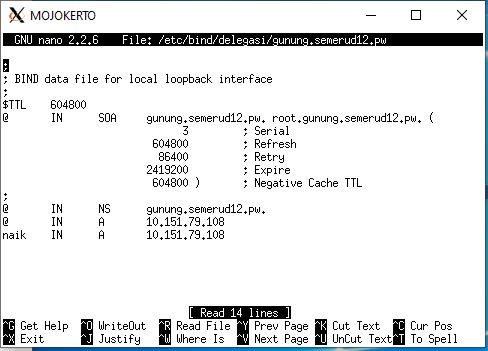 MOJOKERTO
GNU nano 2.2.6    File: /etc/bind/delegasi/gunung.semerud12.pw
;
; BIND data file for local loopback interface
;
$TTL    604800
@       IN      SOA     gunung.semerud12.pw. root.gunung.semerud12.pw. (
                              3         ; Serial
                         604800         ; Refresh
                          86400         ; Retry
                        2419200         ; Expire
                         604800 )       ; Negative Cache TTL
;
@       IN      NS      gunung.semerud12.pw.
@       IN      A       10.151.79.108
naik    IN      A       10.151.79.108
[ Read 14 lines ]
^G Get Help  ^O WriteOut  ^R Read File ^Y Prev Page ^K Cut Text  ^C Cur Pos
^X Exit      ^J Justify   ^W Where Is  ^V Next Page ^U UnCut Text^T To Spell